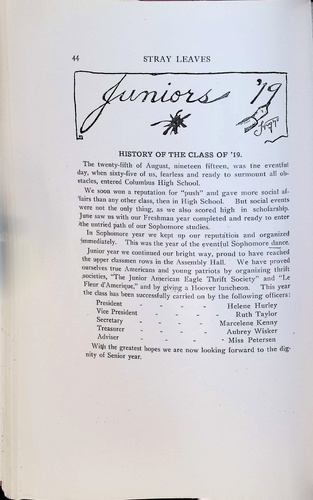 44 STRAY LEAVES
Juniors '19
HISTORY OF THE CLASS OF '19.
The twenty-fifth of August, nineteen fifteen, was the eventful
day, when sixty-five of us, fearless and ready to surmount all ob-
stacles, entered Columbus High School.
We soon won a reputation for "push" and gave more social af-
fairs than any other class, then in High School. But social events
were not the only thing, as we also scored high in scholarship.
June saw us with our Freshman year completed and ready to enter
the untried path of our Sophomore studies.
In Sophomore year we kept up our reputation and organized
immediately. This was the year of the eventful Sophomore dance.
Junior year we continued our bright way, proud to have reached
the upper classmen rows in the Assembly Hall. We have proved
ourselves true Americans and young patriots by organizing thrift
societies, "The Junior American Eagle Thrift Society" and "Le
Fleur d'Amerique," and by giving a Hoover luncheon. This year
the class has been successfully carried on by the following officers:
President - - - - Helene Hurley
Vice President - - - - Ruth Taylor
Secretary - - - - Marcelene Kenny
Treasurer - - - - Aubrey Wisker
Adviser - - - - Miss Petersen
With the greatest hopes we are now looking forward to the dig-
nity of Senior year.